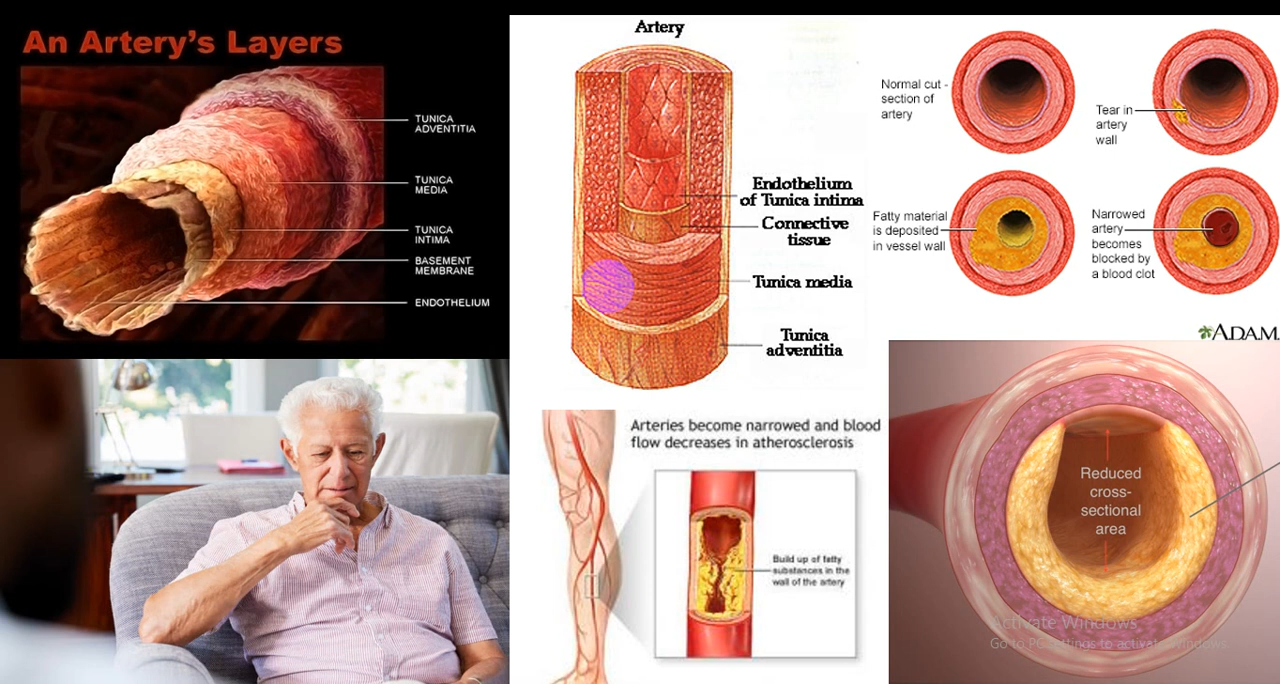 An Artery's Layers
TUNICA
ADVENTITIA
TUNICA
MEDIA
TUNICA
INTIMA
BASEMENT
MEMBRANE
ENDOTHELIUM
Artery
Endothelium
of Tunica intima
Connective
tissue
Tunica media
Tunica
adventitia
Normal cut -
section of
artery
Tear in
artery
wall
Fatty material
is deposited
in vessel wall
Narrowed
artery
becomes
blocked by
a blood clot
ADAM.
Arteries become narrowed and blood
flow decreases in atherosclerosis
Build up of fatty
substances in the
wall of the artery
Reduced
cross-
sectional
area
Activate Windows
Go to PC settings to activate Windows.